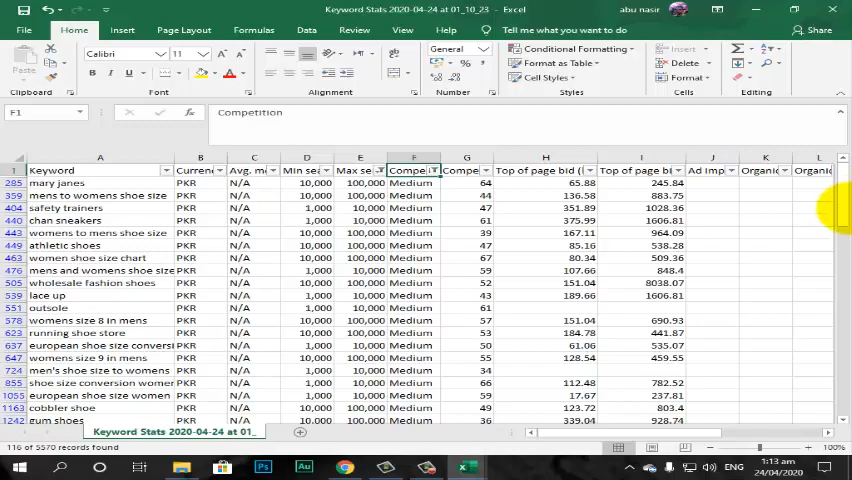 Keyword Stats 2020-04-24 at 01_10_23 - Excel
abu nasir
File Home Insert Page Layout Formulas Data Review View Help Tell me what you want to do Share
Paste
Calibri 11 General
Conditional Formatting
Format as Table
Cell Styles
Insert
Delete
Format
Clipboard Font Alignment Number Styles Cells Editing
F1 Competition
A B C D E F G H I J K L
1 Keyword Curren Avg. m Min sea Max se Compe Compe Top of page bid ( Top of page bi Ad Imp Organi Organi
285 mary janes PKR N/A 10,000 100,000 Medium 64 65.88 245.84
359 mens to womens shoe size PKR N/A 10,000 100,000 Medium 44 136.58 883.75
404 safety trainers PKR N/A 1,000 10,000 Medium 47 351.89 1028.36
440 chan sneakers PKR N/A 1,000 10,000 Medium 61 375.99 1606.81
443 womens to mens shoe size PKR N/A 10,000 100,000 Medium 39 167.11 964.09
449 athletic shoes PKR N/A 10,000 100,000 Medium 47 85.16 538.28
463 women shoe size chart PKR N/A 10,000 100,000 Medium 67 80.34 509.36
476 mens and womens shoe size PKR N/A 1,000 10,000 Medium 59 107.66 848.4
505 wholesale fashion shoes PKR N/A 10,000 100,000 Medium 52 151.04 8038.07
539 lace up PKR N/A 1,000 10,000 Medium 43 189.66 1606.81
551 outsole PKR N/A 1,000 10,000 Medium 61
578 womens size 8 in mens PKR N/A 10,000 100,000 Medium 57 151.04 690.93
623 running shoe store PKR N/A 10,000 100,000 Medium 53 184.78 441.87
637 european shoe size conversi PKR N/A 10,000 100,000 Medium 50 61.06 535.07
647 womens size 9 in mens PKR N/A 10,000 100,000 Medium 55 128.54 459.55
724 men's shoe size to womens PKR N/A 1,000 10,000 Medium 34
855 shoe size conversion women PKR N/A 1,000 10,000 Medium 66 112.48 782.52
1055 european shoe size women PKR N/A 1,000 10,000 Medium 59 17.67 237.81
1163 cobbler shoe PKR N/A 10,000 100,000 Medium 49 123.72 803.4
1242 gum shoes PKR N/A 1,000 10,000 Medium 36 339.04 928.74
Keyword Stats 2020-04-24 at 01_
116 of 5570 records found 100%
Ps Au ENG 1:13 am
24/04/2020